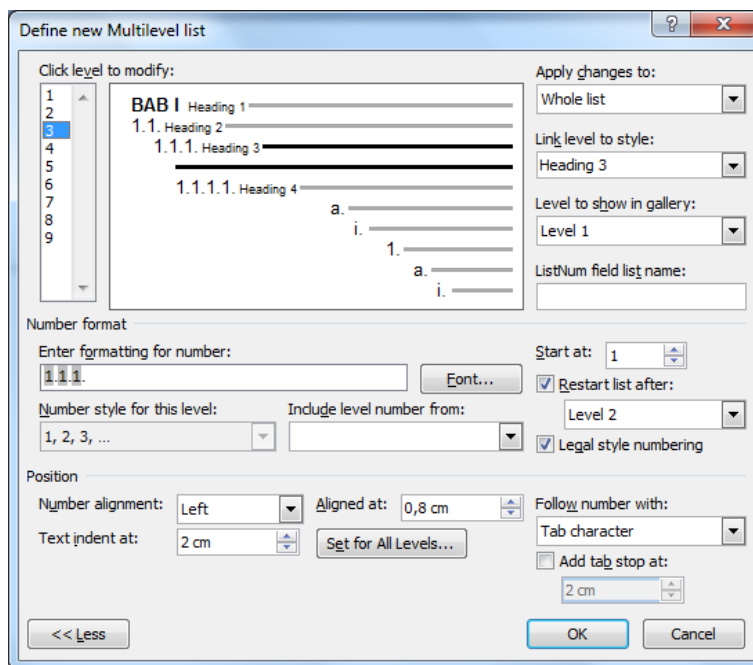 Define new Multilevel list
Click level to modify:
1
2
3
4
5
6
7
8
9
BAB I Heading 1
1.1. Heading 2
1.1.1. Heading 3
1.1.1.1. Heading 4
a.
i.
1.
a.
i.
Apply changes to:
Whole list
Link level to style:
Heading 3
Level to show in gallery:
Level 1
ListNum field list name:
Number format
Enter formatting for number:
1.1.1.
Font...
Number style for this level:
1, 2, 3, ...
Include level number from:
Start at: 1
Restart list after:
Level 2
Legal style numbering
Position
Number alignment: Left
Aligned at: 0,8 cm
Text indent at: 2 cm
Set for All Levels...
Follow number with:
Tab character
Add tab stop at:
2 cm
<< Less
OK
Cancel